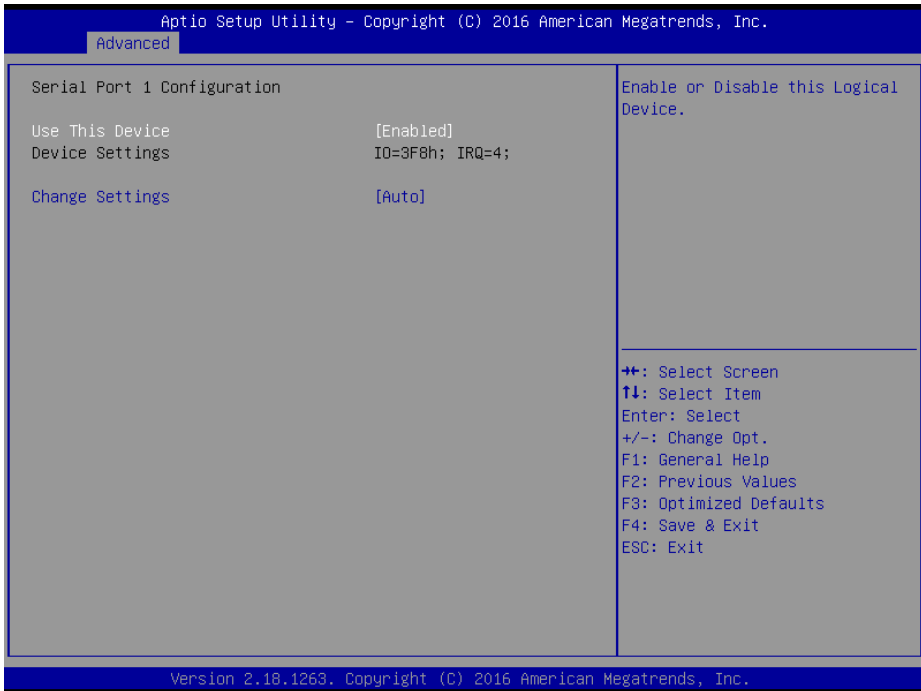 Aptio Setup Utility – Copyright (C) 2016 American Megatrends, Inc.
Advanced
Serial Port 1 Configuration
Use This Device [Enabled]
Device Settings IO=3F8h; IRQ=4;
Change Settings [Auto]
Enable or Disable this Logical
Device.
→←: Select Screen
↑↓: Select Item
Enter: Select
+/-: Change Opt.
F1: General Help
F2: Previous Values
F3: Optimized Defaults
F4: Save & Exit
ESC: Exit
Version 2.18.1263. Copyright (C) 2016 American Megatrends, Inc.